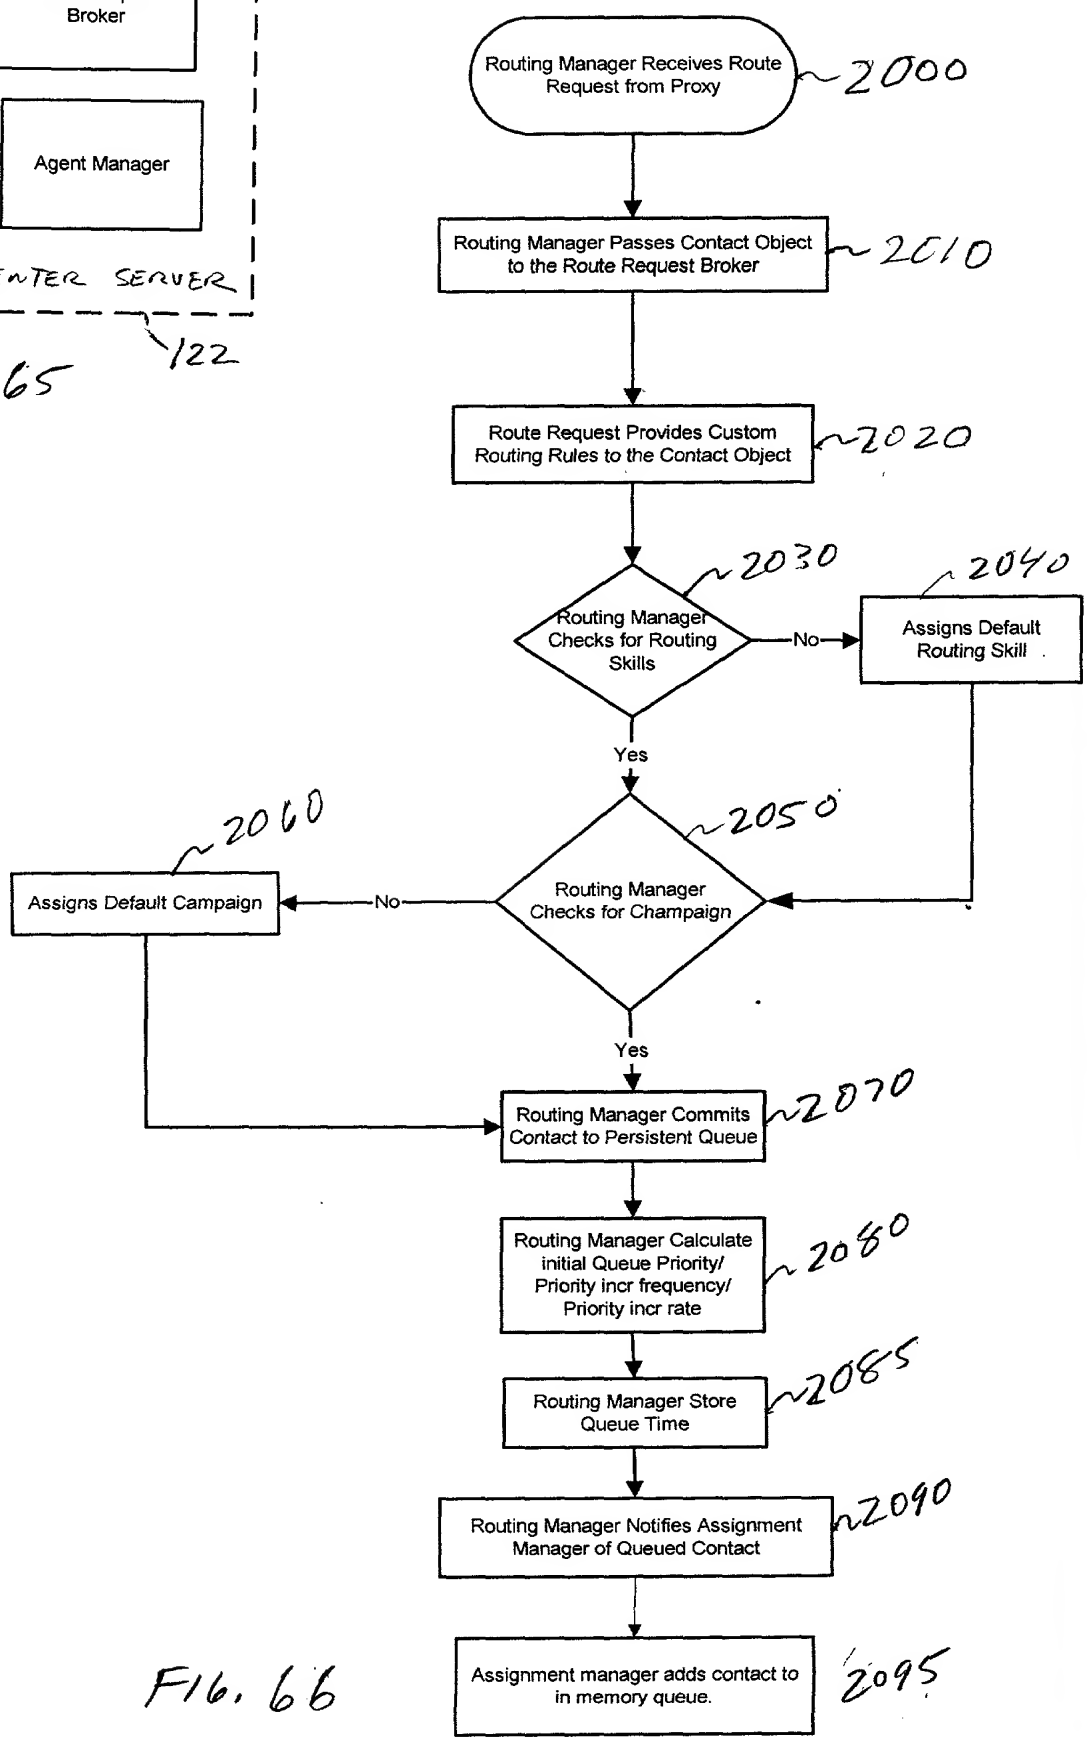 Broker
Agent Manager
ENTER SERVER
122
65
Routing Manager Receives Route
Request from Proxy
2000
Routing Manager Passes Contact Object
to the Route Request Broker
2010
Route Request Provides Custom
Routing Rules to the Contact Object
2020
2030
Routing Manager
Checks for Routing
Skills
No
2040
Assigns Default
Routing Skill
Yes
2050
Routing Manager
Checks for Champaign
No
2060
Assigns Default Campaign
Yes
Routing Manager Commits
Contact to Persistent Queue
2070
Routing Manager Calculate
initial Queue Priority/
Priority incr frequency/
Priority incr rate
2080
Routing Manager Store
Queue Time
2085
Routing Manager Notifies Assignment
Manager of Queued Contact
2090
Assignment manager adds contact to
in memory queue.
2095
FIG. 66